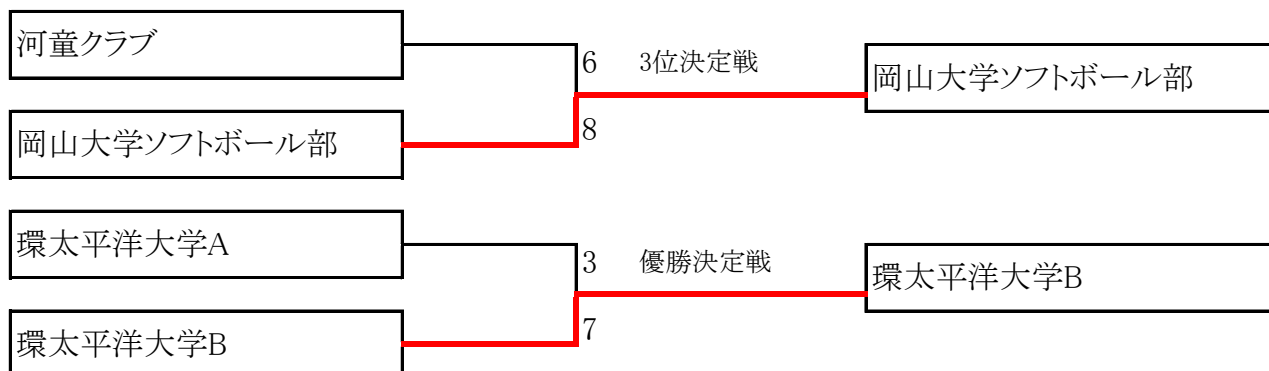 河童クラブ
6 3位決定戦
岡山大学ソフトボール部
岡山大学ソフトボール部
8
環太平洋大学A
3 優勝決定戦
環太平洋大学B
環太平洋大学B
7